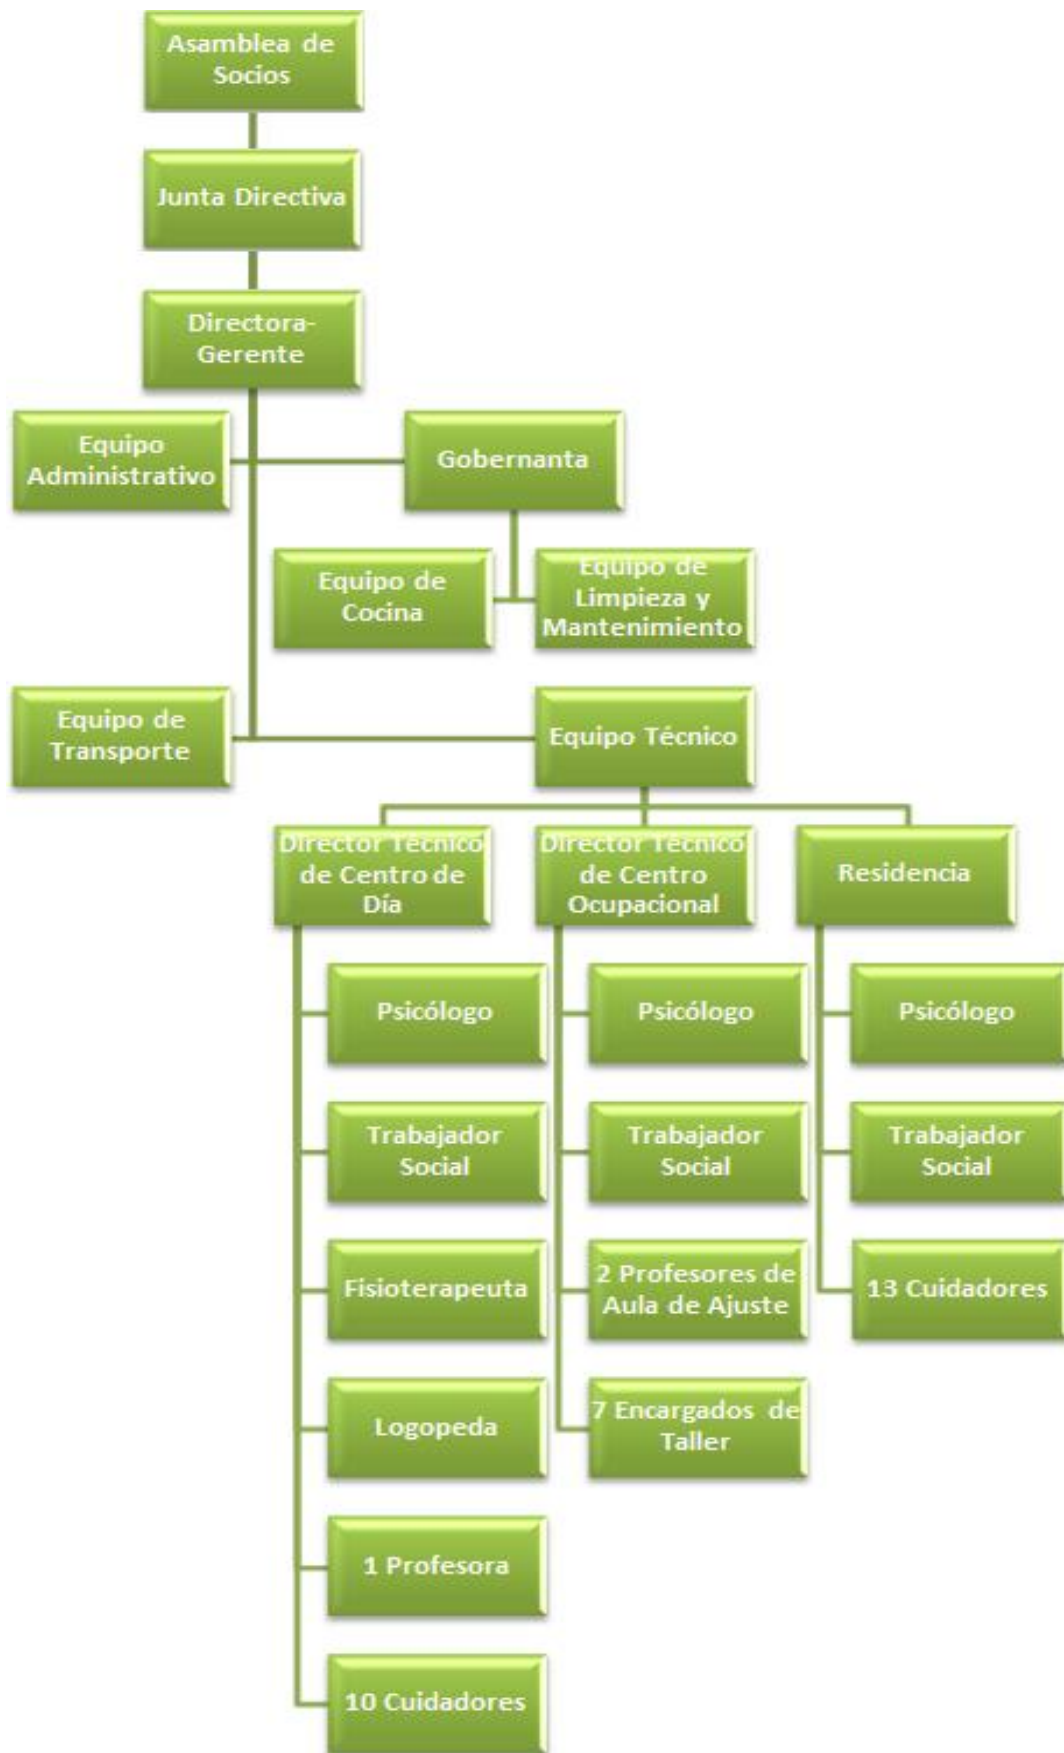 Asamblea de
Socios
Junta Directiva
Directora-
Gerente
Equipo
Administrativo
Gobernanta
Equipo de
Cocina
Equipo de
Limpieza y
Mantenimiento
Equipo de
Transporte
Equipo Técnico
Director Técnico
de Centro de
Día
Director Técnico
de Centro
Ocupacional
Residencia
Psicólogo
Psicólogo
Psicólogo
Trabajador
Social
Trabajador
Social
Trabajador
Social
Fisioterapeuta
2 Profesores de
Aula de Ajuste
13 Cuidadores
Logopeda
7 Encargados de
Taller
1 Profesora
10 Cuidadores